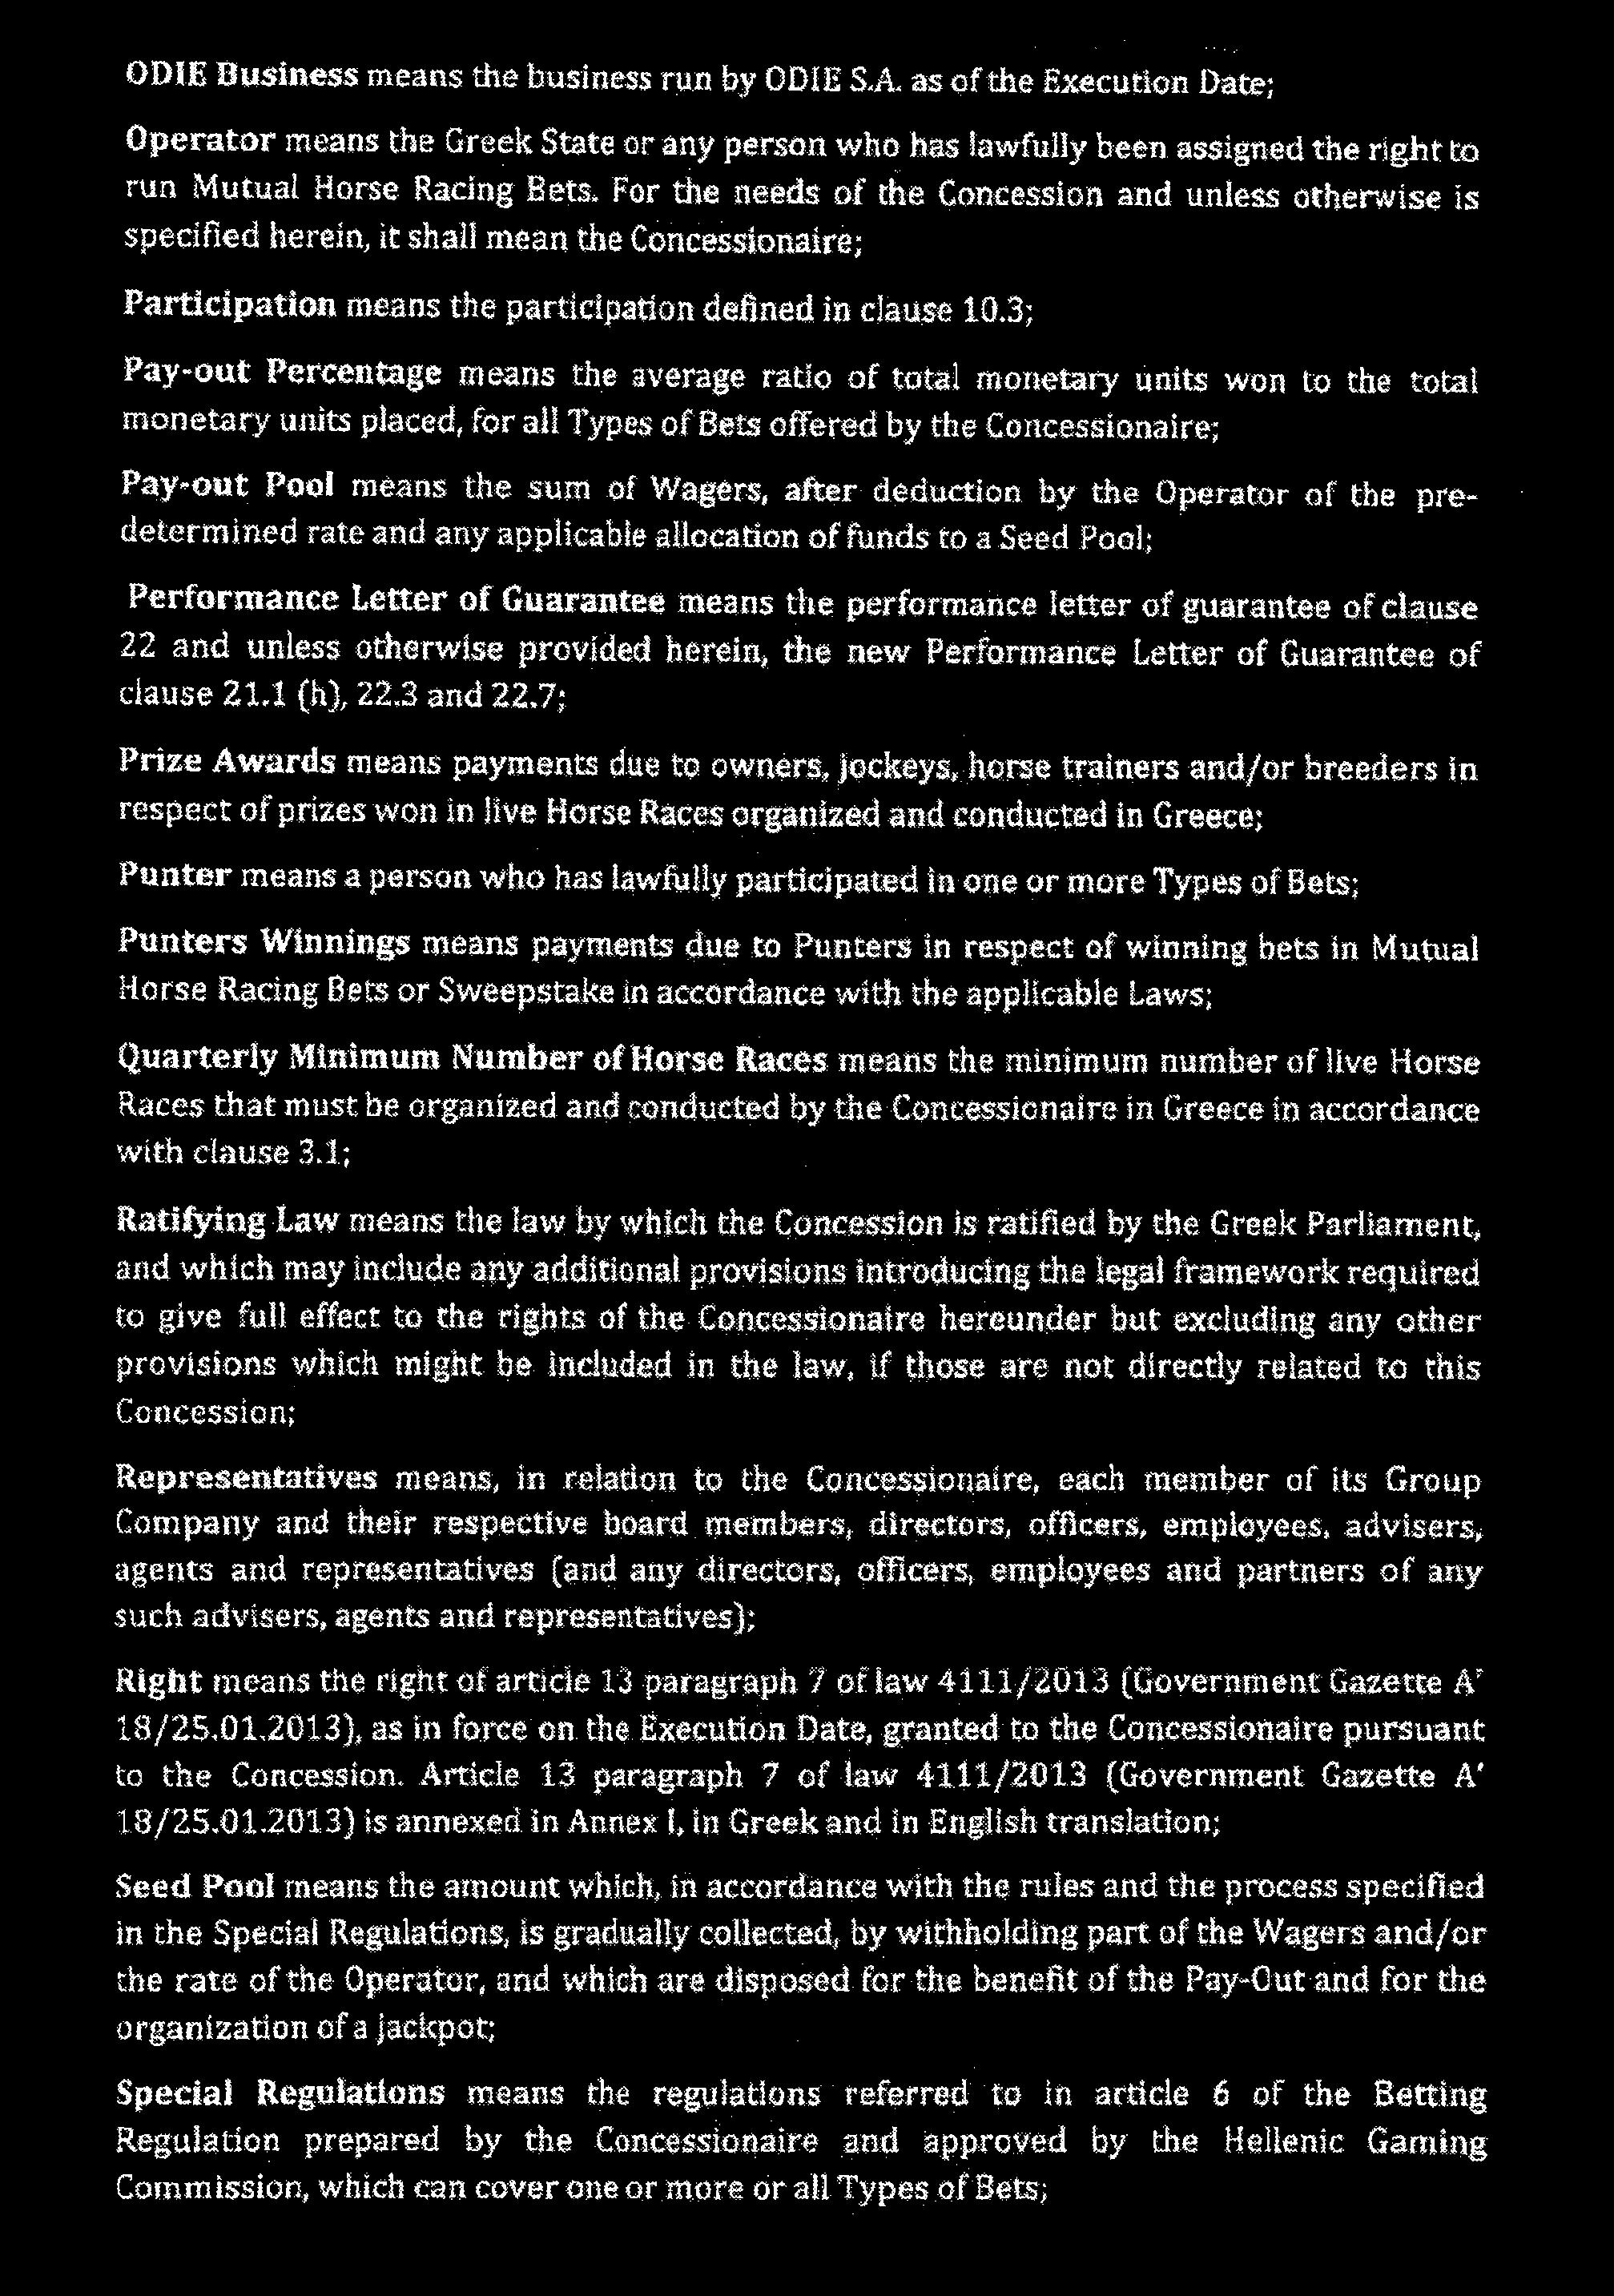 ODIE Business means the business run by ODIE S.A. as of the Execution Date;
Operator means the Greek State or any person who has lawfully been assigned the right to
run Mutual Horse Racing Bets. For the needs of the Concession and unless otherwise is
specified herein, it shall mean the Concessionaire;
Participation means the participation defined in clause 10.3;
Pay-out Percentage means the average ratio of total monetary units won to the total
monetary units placed, for all Types of Bets offered by the Concessionaire;
Pay-out Pool means the sum of Wagers, after deduction by the Operator of the pre-
determined rate and any applicable allocation of funds to a Seed Pool;
Performance Letter of Guarantee means the performance letter of guarantee of clause
22 and unless otherwise provided herein, the new Performance Letter of Guarantee of
clause 21.1 (h), 22.3 and 22.7;
Prize Awards means payments due to owners, jockeys, horse trainers and/or breeders in
respect of prizes won in live Horse Races organized and conducted in Greece;
Punter means a person who has lawfully participated in one or more Types of Bets;
Punters Winnings means payments due to Punters in respect of winning bets in Mutual
Horse Racing Bets or Sweepstake in accordance with the applicable Laws;
Quarterly Minimum Number of Horse Races means the minimum number of live Horse
Races that must be organized and conducted by the Concessionaire in Greece in accordance
with clause 3.1;
Ratifying Law means the law by which the Concession is ratified by the Greek Parliament,
and which may include any additional provisions introducing the legal framework required
to give full effect to the rights of the Concessionaire hereunder but excluding any other
provisions which might be included in the law, if those are not directly related to this
Concession;
Representatives means, in relation to the Concessionaire, each member of its Group
Company and their respective board members, directors, officers, employees, advisers,
agents and representatives (and any directors, officers, employees and partners of any
such advisers, agents and representatives);
Right means the right of article 13 paragraph 7 of law 4111/2013 (Government Gazette A'
18/25.01.2013), as in force on the Execution Date, granted to the Concessionaire pursuant
to the Concession. Article 13 paragraph 7 of law 4111/2013 (Government Gazette A'
18/25.01.2013) is annexed in Annex I, in Greek and in English translation;
Seed Pool means the amount which, in accordance with the rules and the process specified
in the Special Regulations, is gradually collected, by withholding part of the Wagers and/or
the rate of the Operator, and which are disposed for the benefit of the Pay-Out and for the
organization of a jackpot;
Special Regulations means the regulations referred to in article 6 of the Betting
Regulation prepared by the Concessionaire and approved by the Hellenic Gaming
Commission, which can cover one or more or all Types of Bets;